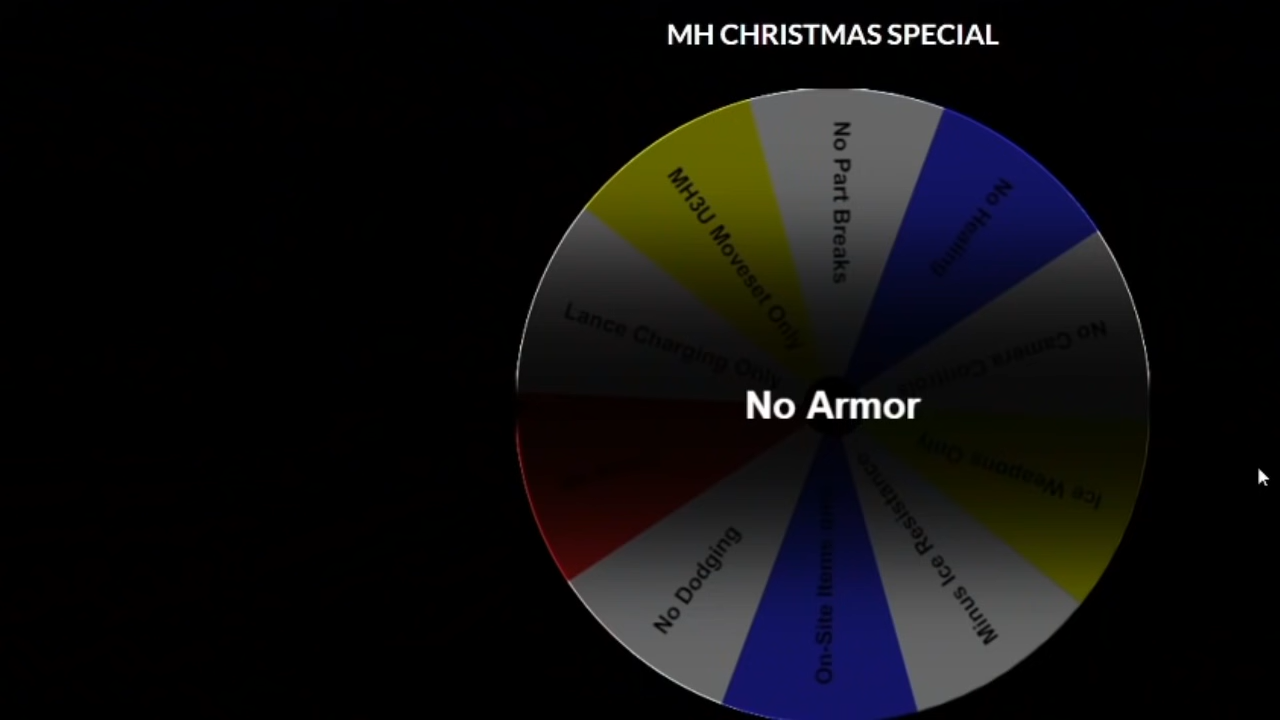 MH CHRISTMAS SPECIAL
No Part Breaks
No Healing
MH3U Moveset Only
No Camera Controls
Lance Charging Only
No Armor
Ice Weapons Only
Minus Ice Resistance
On-Site Items only
No Dodging